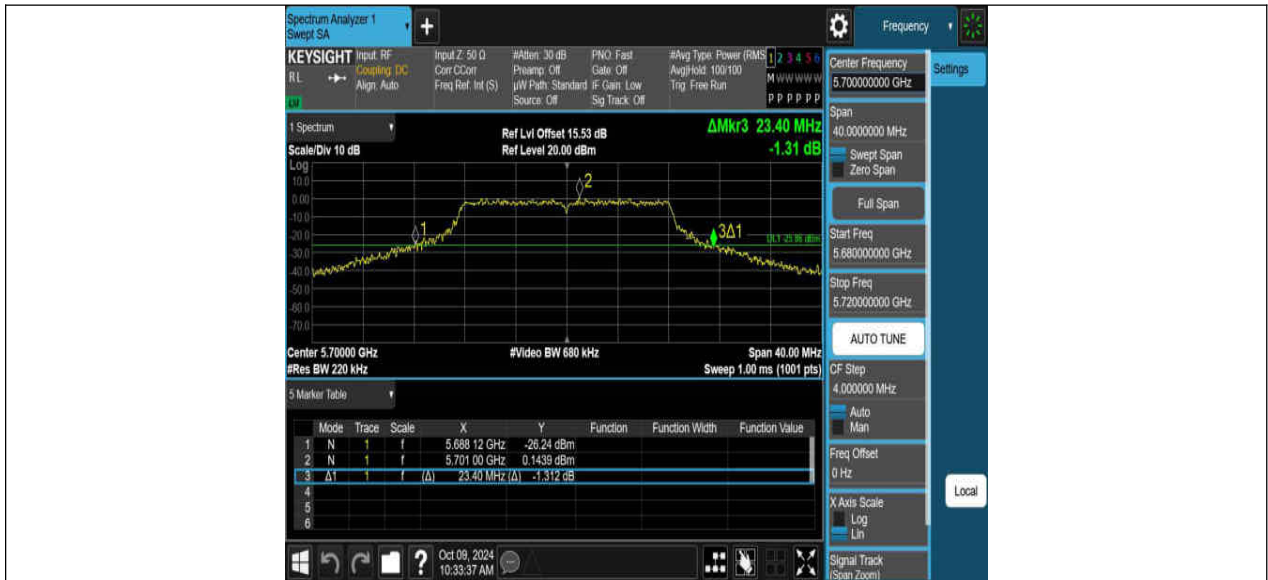 Spectrum Analyzer 1
Swept SA
+
Frequency
KEYSIGHT Input: RF Input Z: 50 Ω #Atten: 30 dB PNO: Fast #Avg Type: Power (RMS 1 2 3 4 5 6
RL Coupling: DC Corr CCorr Preamp: Off Gate: Off Avg|Hold: 100/100 M W W W W W
Align: Auto Freq Ref: Int (S) µW Path: Standard IF Gain: Low Trig: Free Run
LXI Source: Off Sig Track: Off P P P P P P
1 Spectrum
Ref Lvl Offset 15.53 dB
ΔMkr3 23.40 MHz
Scale/Div 10 dB
Ref Level 20.00 dBm
-1.31 dB
Log
10.0
0.00
-10.0
-20.0
-30.0
-40.0
-50.0
-60.0
-70.0
1
2
3Δ1
DL1 -25.86 dBm
Center 5.70000 GHz #Video BW 680 kHz Span 40.00 MHz
#Res BW 220 kHz Sweep 1.00 ms (1001 pts)
5 Marker Table
Mode Trace Scale X Y Function Function Width Function Value
1 N 1 f 5.688 12 GHz -26.24 dBm
2 N 1 f 5.701 00 GHz 0.1439 dBm
3 Δ1 1 f (Δ) 23.40 MHz (Δ) -1.312 dB
4
5
6
?
Oct 09, 2024
10:33:37 AM
Center Frequency
5.700000000 GHz
Settings
Span
40.0000000 MHz
Swept Span
Zero Span
Full Span
Start Freq
5.680000000 GHz
Stop Freq
5.720000000 GHz
AUTO TUNE
CF Step
4.000000 MHz
Auto
Man
Freq Offset
0 Hz
X Axis Scale
Log
Lin
Local
Signal Track
(Span Zoom)